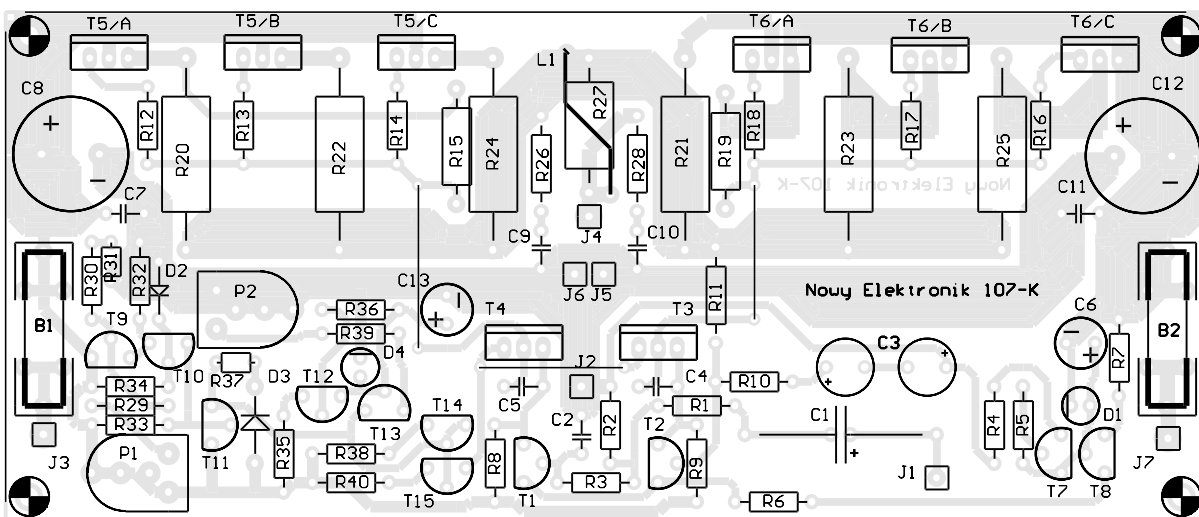 T5/A T5/B T5/C T6/A T6/B T6/C
L1
C8 C12
R12 R13 R14 R15 R27 R18 R17 R16
R20 R22 R24 R26 R28 R21 R19 R23 R25
Nowy Elektronik 107-K
C7 C11
C9 J4 C10
R30 R31 R32 D2 J6 J5 R11
P2 C13 Nowy Elektronik 107-K
B1 T9 R36 T4 T3 C6 B2
R39 C3 R7
T10 R37 D4 J2
R34 D3 T12 C5 C4 R10
R29 R1
R33 T13 T14 C2 R2 T2 C1 R4 R5 D1
J3 P1 T11 R35 R38 R8 R9 J1 J7
R40 T15 T1 R3 R6 T7 T8